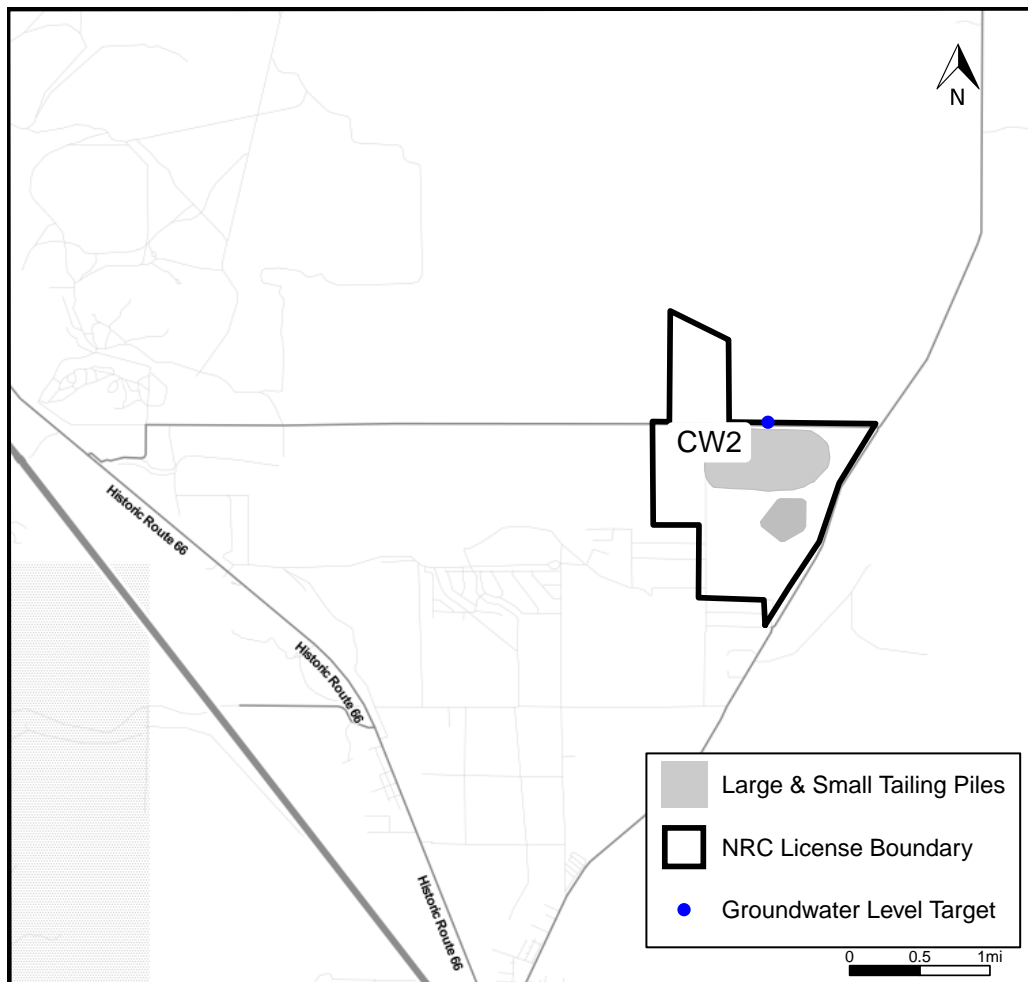 N
CW2
Historic Route 66
Historic Route 66
Historic Route 66
Large & Small Tailing Piles
NRC License Boundary
Groundwater Level Target
0 0.5 1mi